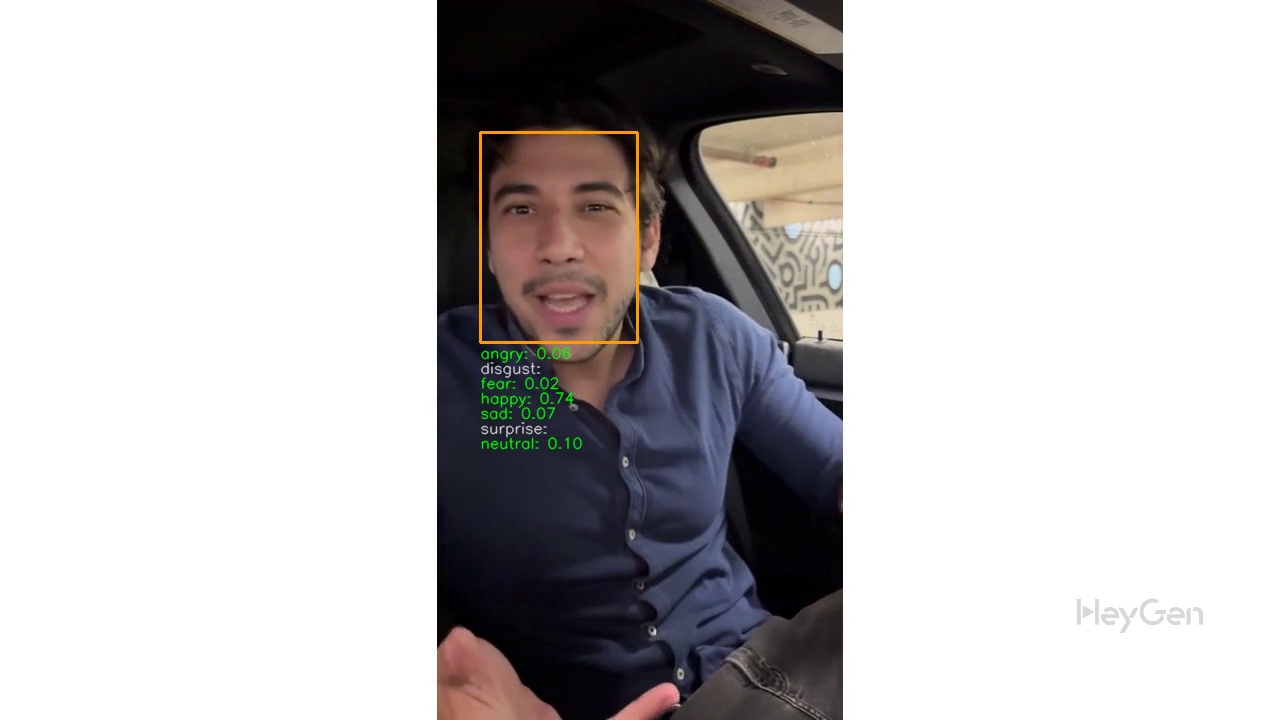 angry: 0.06
disgust:
fear: 0.02
happy: 0.74
sad: 0.07
surprise:
neutral: 0.10
HeyGen